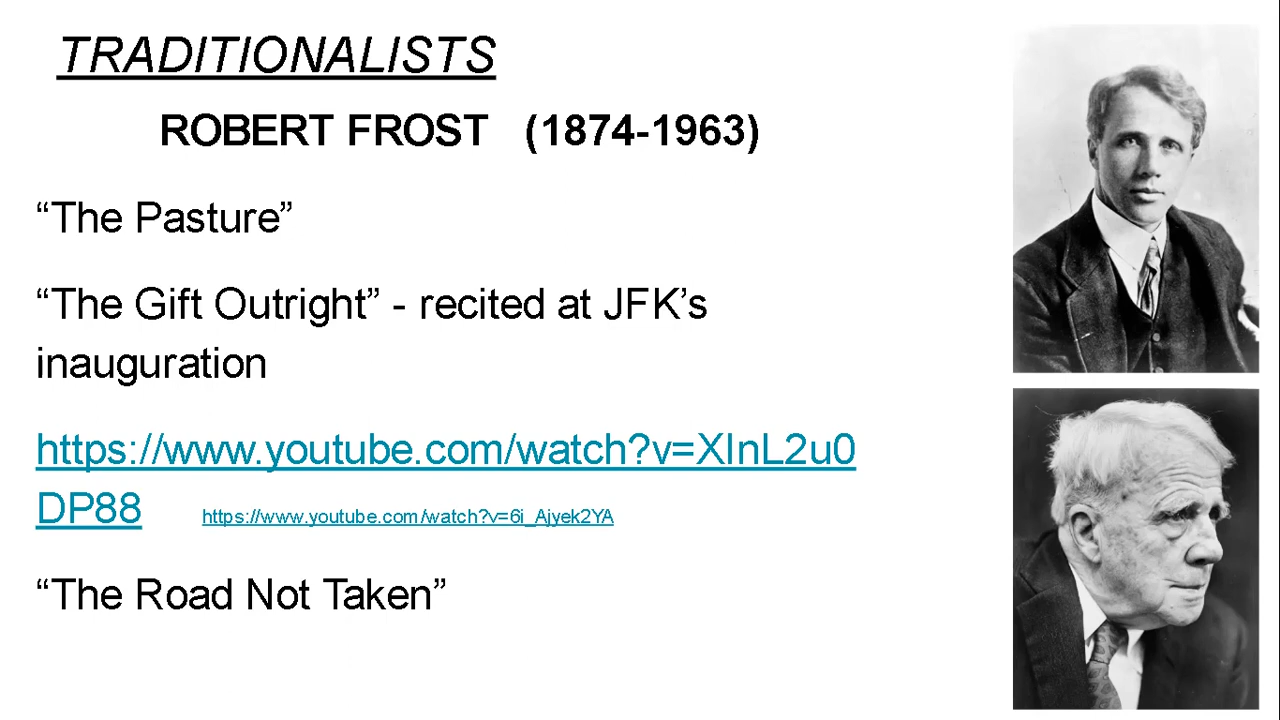 TRADITIONALISTS
ROBERT FROST (1874-1963)
“The Pasture”
“The Gift Outright” - recited at JFK’s
inauguration
https://www.youtube.com/watch?v=XInL2u0
DP88 https://www.youtube.com/watch?v=6i_Ajyek2YA
“The Road Not Taken”